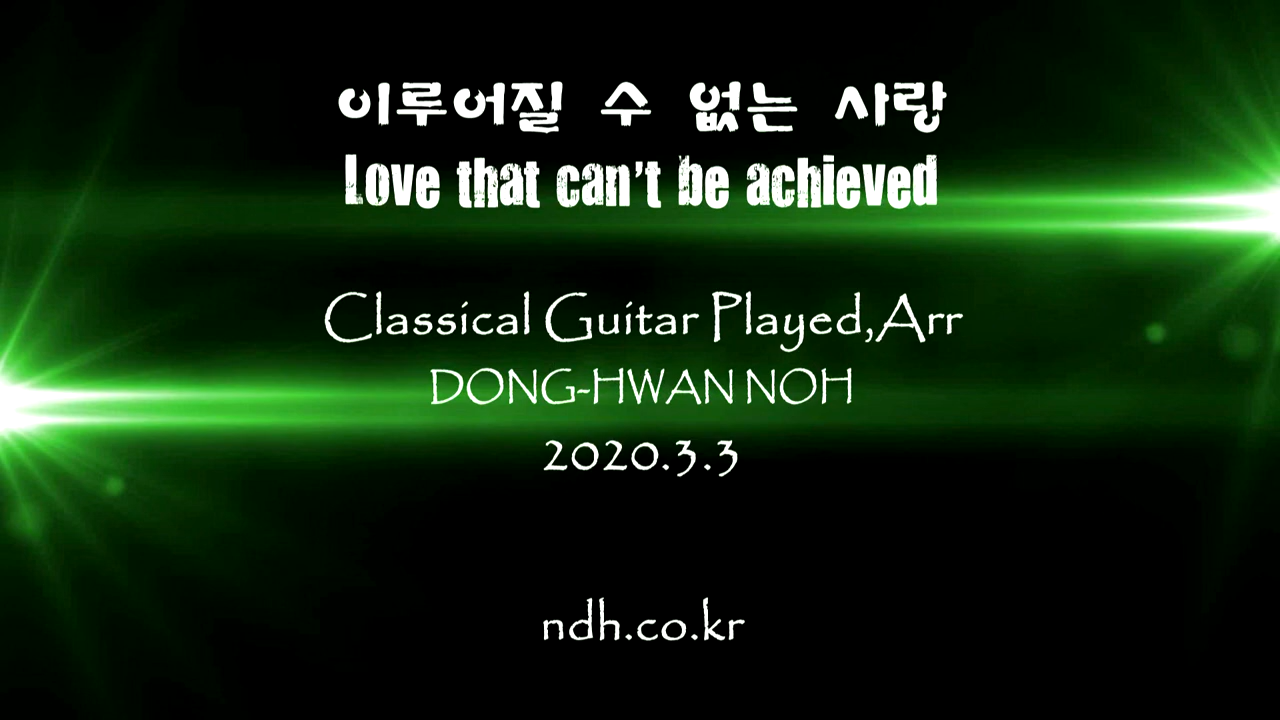 이루어질 수 없는 사랑
Love that can't be achieved
Classical Guitar Played,Arr
DONG-HWAN NOH
2020.3.3
ndh.co.kr